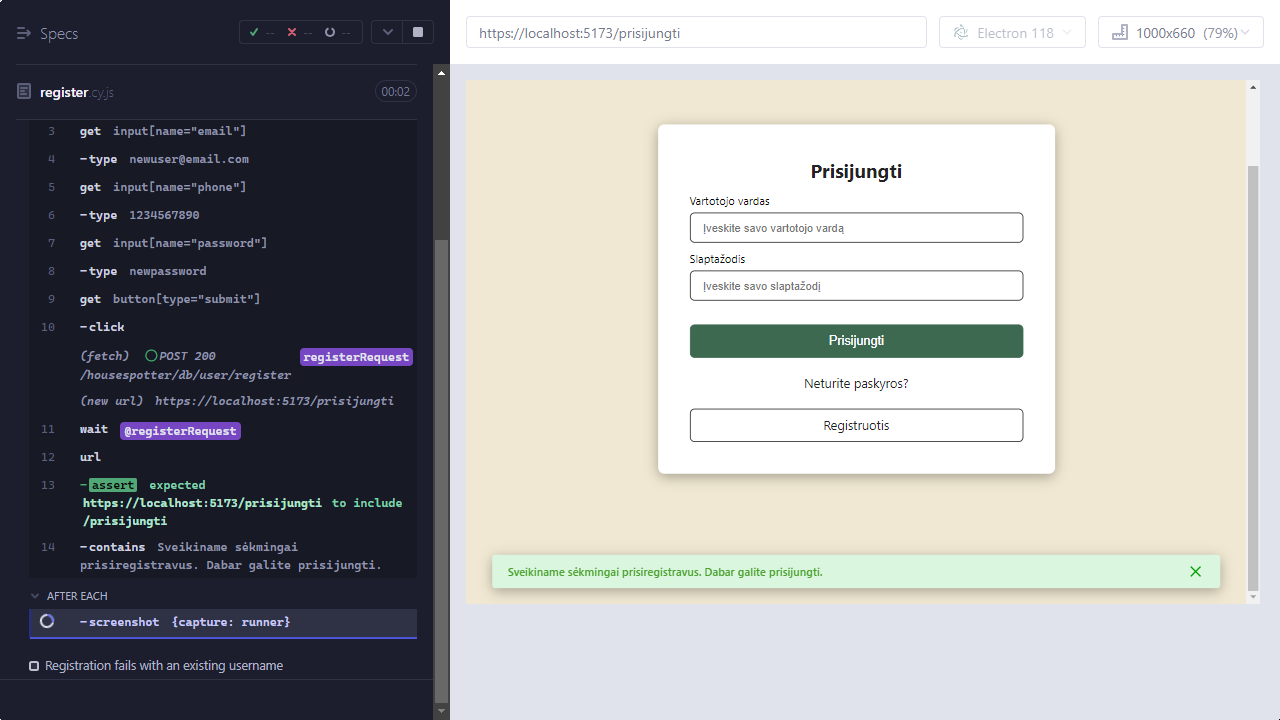 Specs
-- -- --
register.cy.js 00:02
3 get input[name="email"]
4 -type newuser@email.com
5 get input[name="phone"]
6 -type 1234567890
7 get input[name="password"]
8 -type newpassword
9 get button[type="submit"]
10 -click
(fetch) POST 200 registerRequest
/housespotter/db/user/register
(new url) https://localhost:5173/prisijungti
11 wait @registerRequest
12 url
13 -assert expected
https://localhost:5173/prisijungti to include
/prisijungti
14 -contains Sveikiname sėkmingai
prisiregistravus. Dabar galite prisijungti.
AFTER EACH
-screenshot {capture: runner}
Registration fails with an existing username
https://localhost:5173/prisijungti
Electron 118
1000x660 (79%)
Prisijungti
Vartotojo vardas
Įveskite savo vartotojo vardą
Slaptažodis
Įveskite savo slaptažodį
Prisijungti
Neturite paskyros?
Registruotis
Sveikiname sėkmingai prisiregistravus. Dabar galite prisijungti.